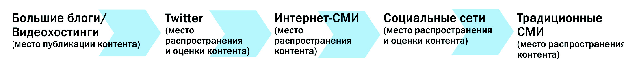 Большие блоги/
Видеохостинги
(место публикации контента)
Twitter
(место
распространения
и оценки контента)
Интернет-СМИ
(место
распространения
контента)
Социальные сети
(место распространения
и оценки контента)
Традиционные
СМИ
(место распространения
контента)